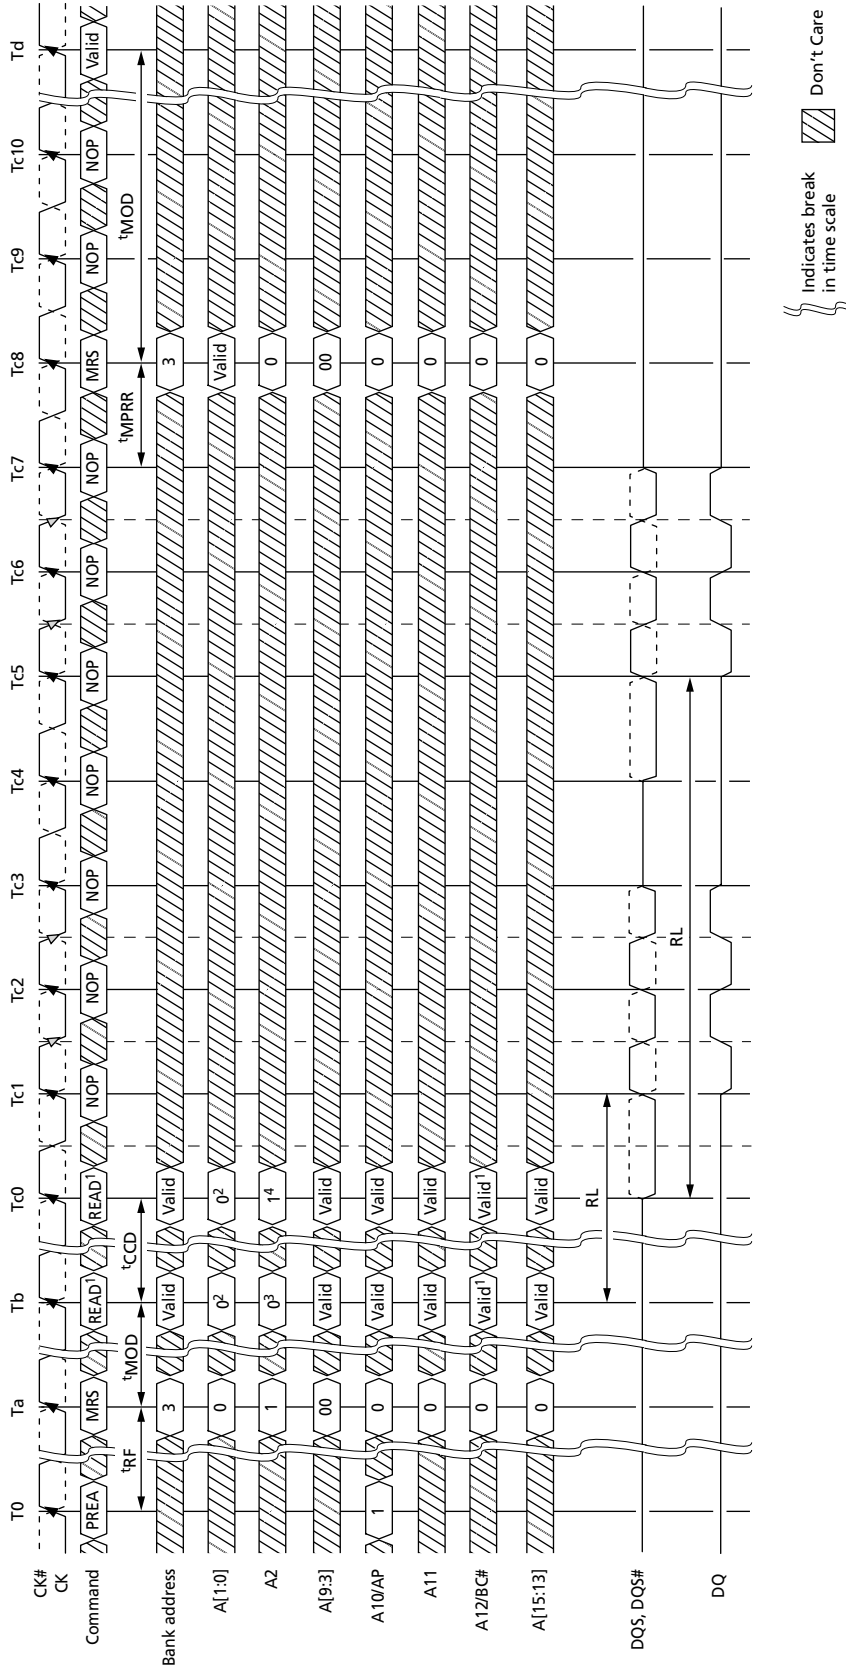 T0 Ta Tb Tc0 Tc1 Tc2 Tc3 Tc4 Tc5 Tc6 Tc7 Tc8 Tc9 Tc10 Td
CK#
CK
Command PREA MRS READ1 READ1 NOP NOP NOP NOP NOP NOP NOP MRS NOP NOP Valid
tRF tMOD tCCD tMPRR tMOD
Bank address 3 Valid Valid 3
A[1:0] 0 02 02 Valid
A2 1 03 14 0
A[9:3] 00 Valid Valid 00
A10/AP 1 0 Valid Valid 0
A11 0 Valid Valid 0
A12/BC# 0 Valid1 Valid1 0
A[15:13] 0 Valid Valid 0
RL
DQS, DQS#
RL
DQ
Indicates break
in time scale
Don't Care